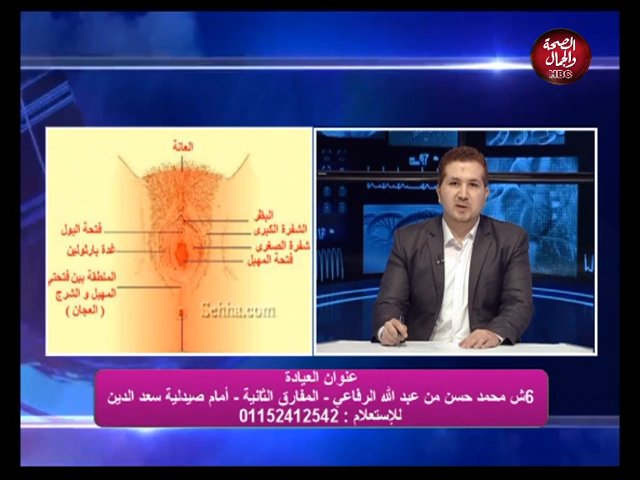 الصحة
والجمال
HBC
العانة
البظر
الشفرة الكبرى
شفرة الصغرى
فتحة المهبل
فتحة البول
غدة بارثولين
المنطقة بين فتحتي
المهبل و الشرج
( العجان )
Sehha.com
عنوان العيادة
6ش محمد حسن من عبد الله الرفاعي - المفارق الثانية - أمام صيدلية سعد الدين
للإستعلام : 01152412542